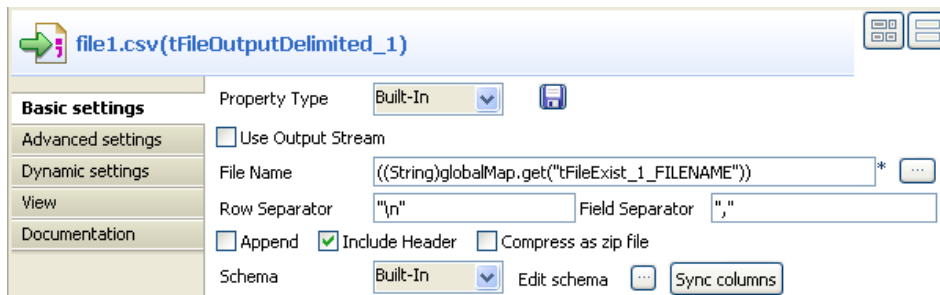 file1.csv(tFileOutputDelimited_1)
Basic settings
Advanced settings
Dynamic settings
View
Documentation
Property Type Built-In
Use Output Stream
File Name ((String)globalMap.get("tFileExist_1_FILENAME")) * ...
Row Separator "\n" Field Separator ","
Append Include Header Compress as zip file
Schema Built-In Edit schema ... Sync columns